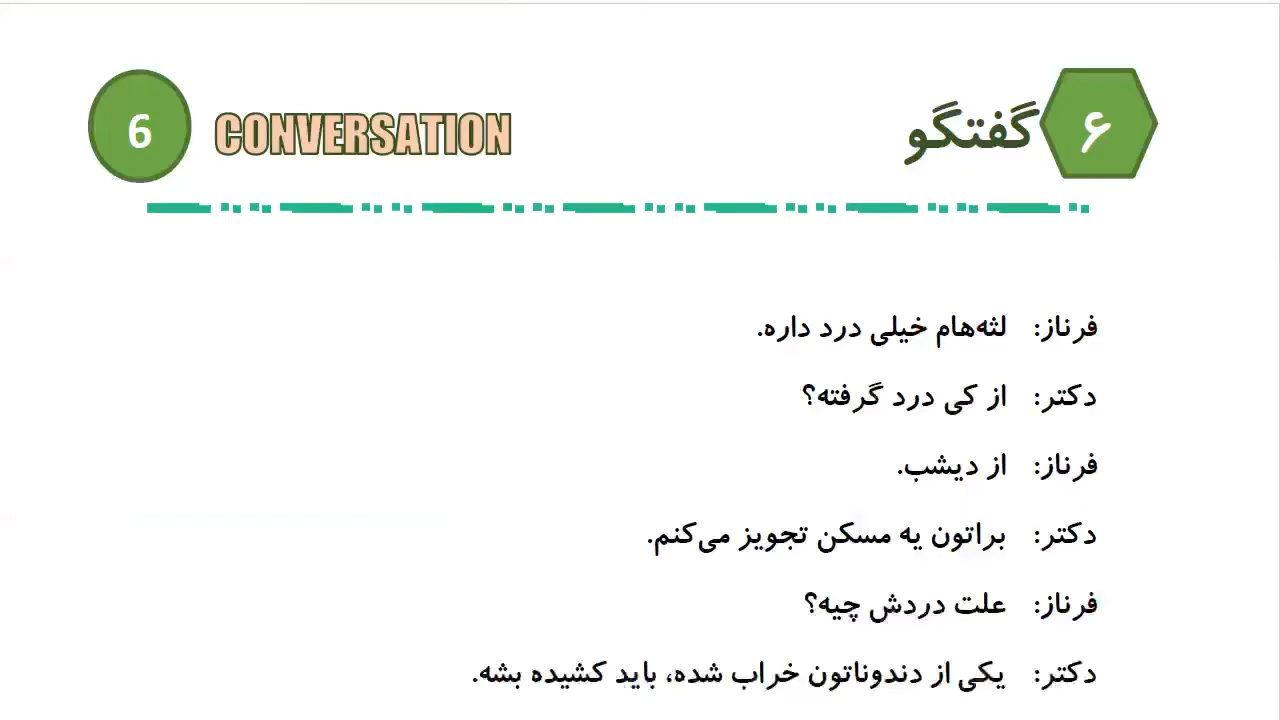 6 CONVERSATION
۶ گفتگو
فرناز: لثه‌هام خیلی درد داره.
دکتر: از کی درد گرفته؟
فرناز: از دیشب.
دکتر: براتون یه مسکن تجویز می‌کنم.
فرناز: علت دردش چیه؟
دکتر: یکی از دندوناتون خراب شده، باید کشیده بشه.